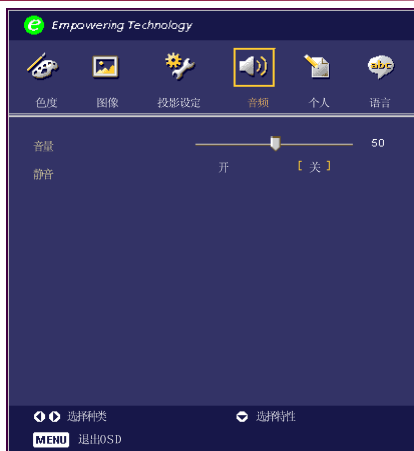 e Empowering Technology
色度 图像 投影设定 音频 abc 个人 语言
音量 50
静音 开 [ 关 ]
选择种类 选择特性
MENU 退出OSD